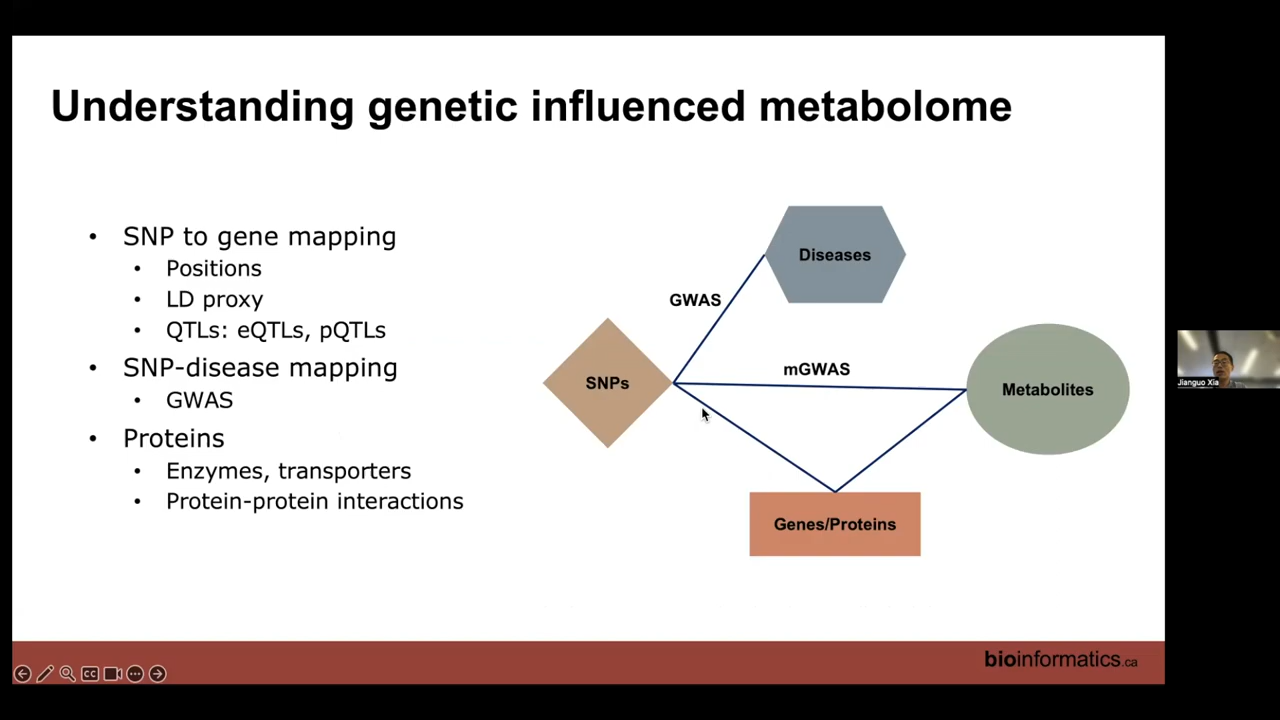 Understanding genetic influenced metabolome
• SNP to gene mapping
• Positions
• LD proxy
• QTLs: eQTLs, pQTLs
• SNP-disease mapping
• GWAS
• Proteins
• Enzymes, transporters
• Protein-protein interactions
Diseases
GWAS
SNPs
mGWAS
Metabolites
Genes/Proteins
Jianguo Xia
CC
bioinformatics.ca